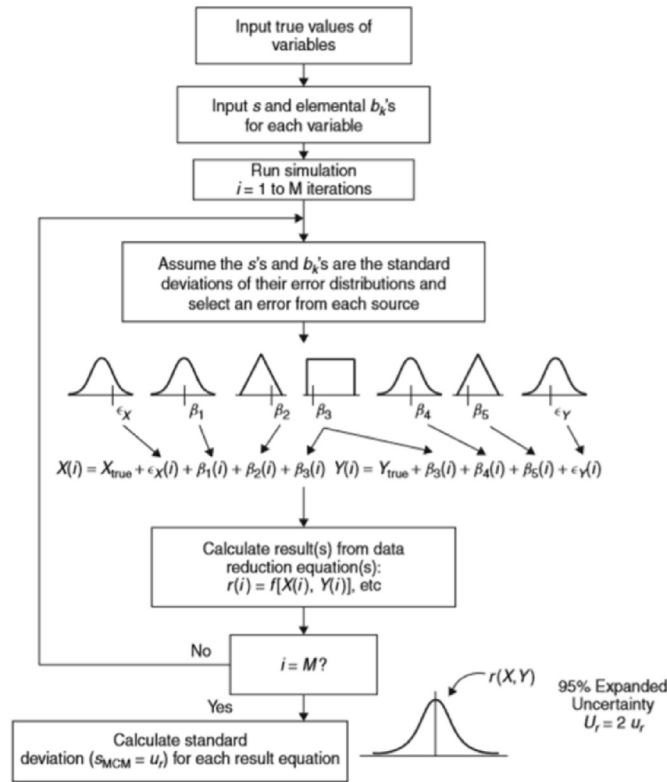 Input true values of
variables
Input s and elemental bₖ's
for each variable
Run simulation
i = 1 to M iterations
Assume the s's and bₖ's are the standard
deviations of their error distributions and
select an error from each source
ϵX β₁ β₂ β₃ β₄ β₅ ϵY
X(i) = Xtrue + ϵX(i) + β₁(i) + β₂(i) + β₃(i) Y(i) = Ytrue + β₃(i) + β₄(i) + β₅(i) + ϵY(i)
Calculate result(s) from data
reduction equation(s):
r(i) = f[X(i), Y(i)], etc
No
i = M?
Yes
Calculate standard
deviation (sMCM = uᵣ) for each result equation
r(X,Y)
95% Expanded
Uncertainty
Uᵣ = 2 uᵣ